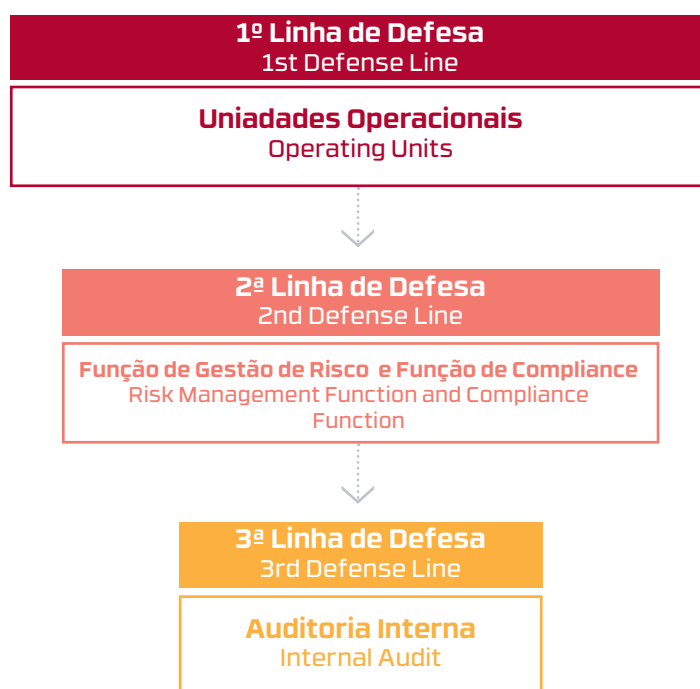 1º Linha de Defesa
1st Defense Line
Uniadades Operacionais
Operating Units
2ª Linha de Defesa
2nd Defense Line
Função de Gestão de Risco e Função de Compliance
Risk Management Function and Compliance
Function
3ª Linha de Defesa
3rd Defense Line
Auditoria Interna
Internal Audit